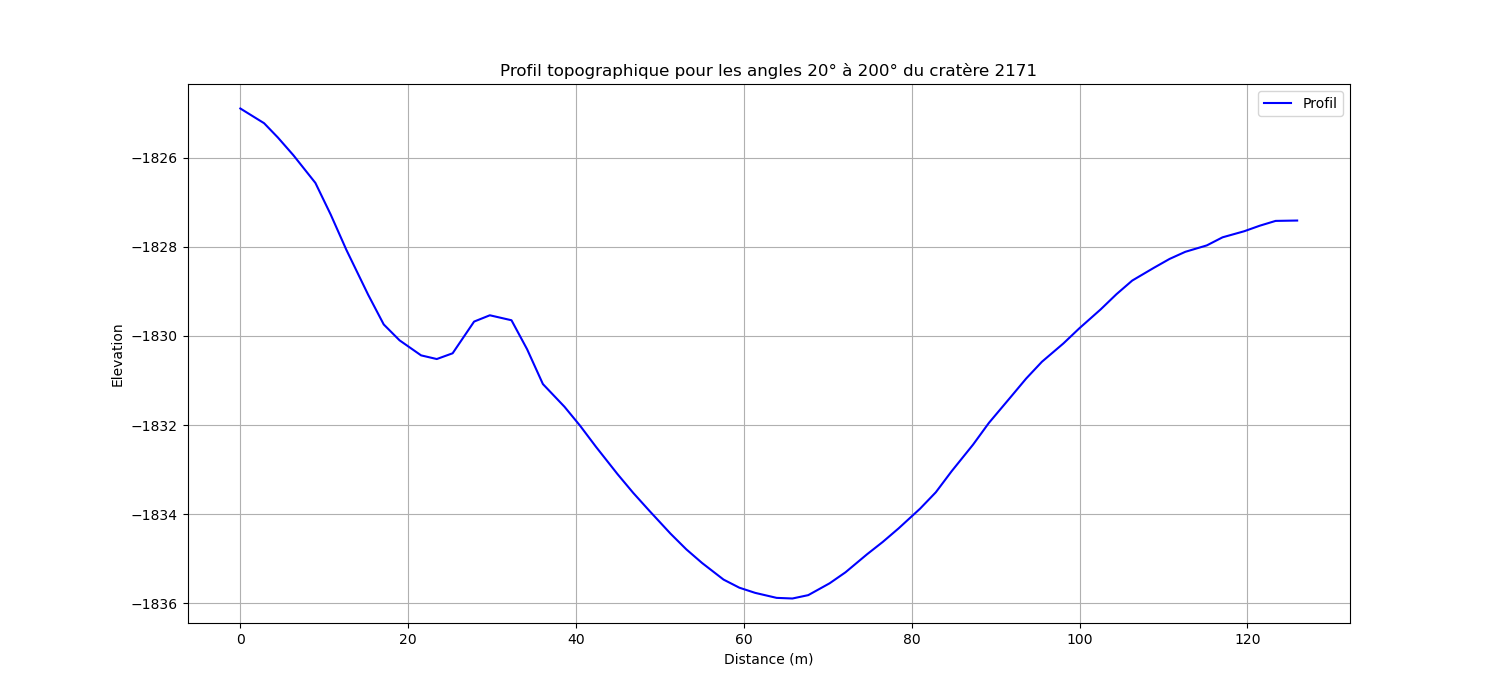 Profil topographique pour les angles 20° à 200° du cratère 2171
Profil
−1826
−1828
−1830
−1832
−1834
−1836
Elevation
0 20 40 60 80 100 120
Distance (m)